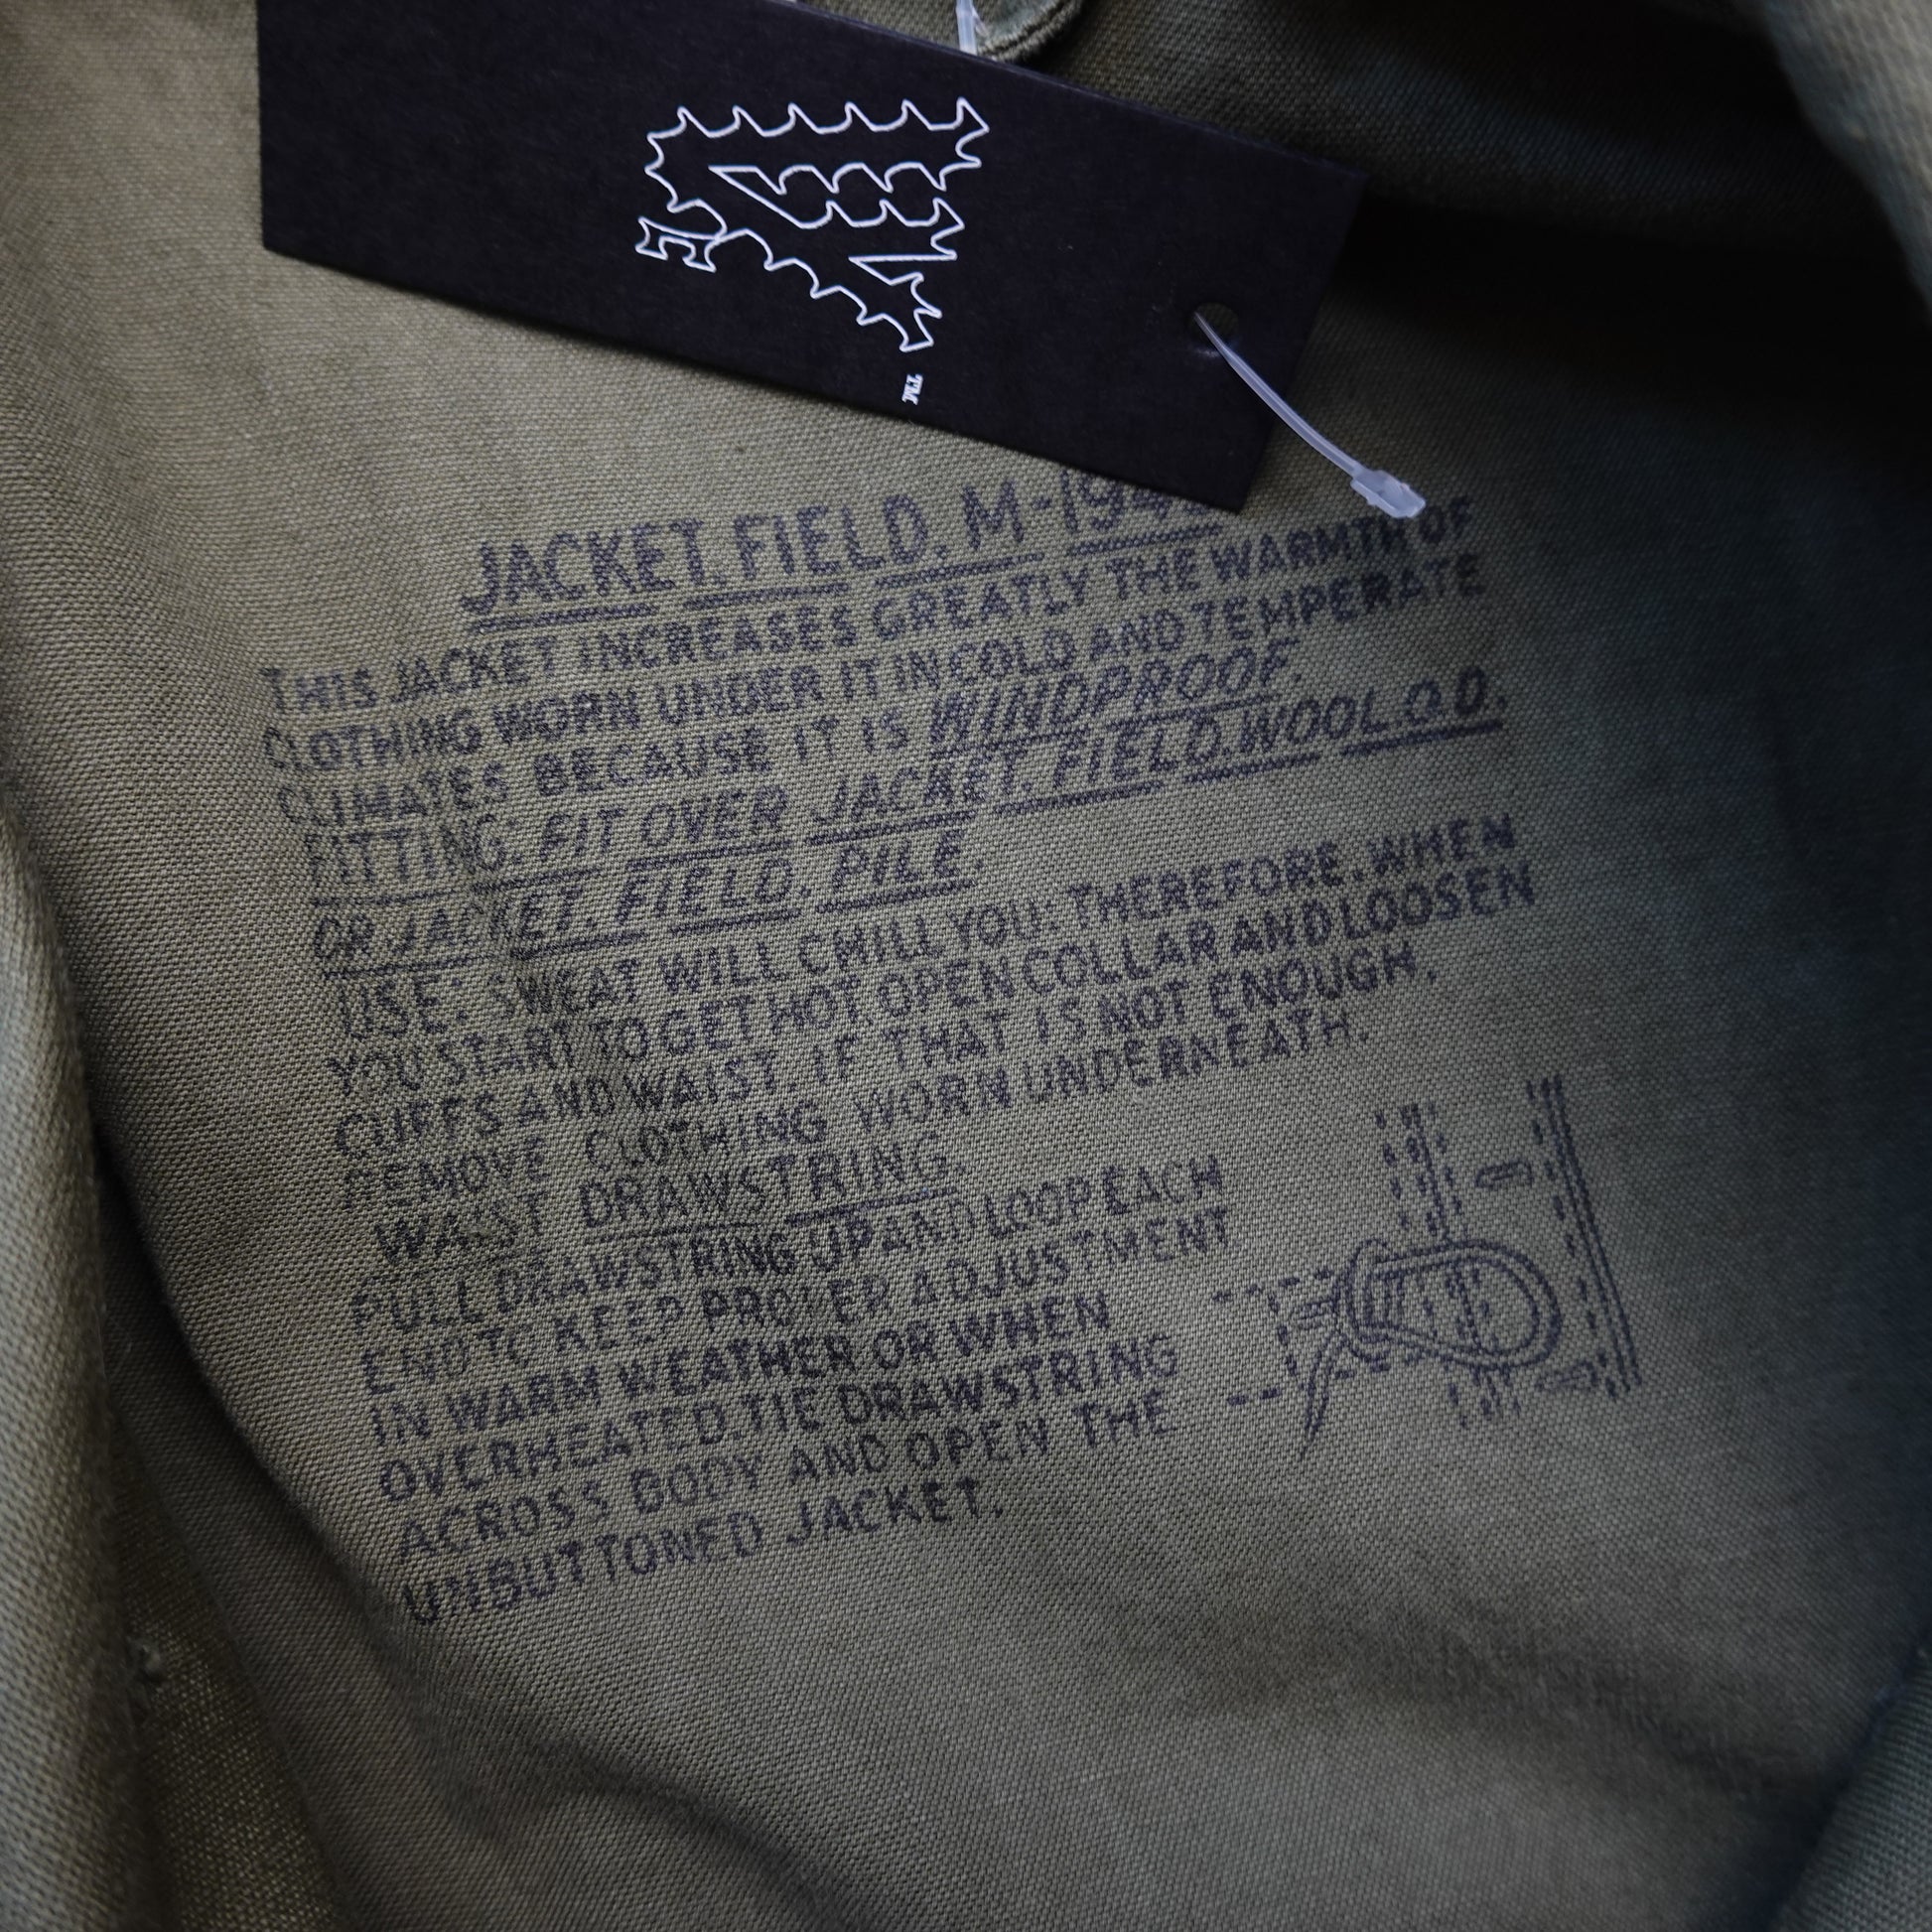 TM
JACKET, FIELD, M-194
THIS JACKET INCREASES GREATLY THE WARMTH OF
CLOTHING WORN UNDER IT IN COLD AND TEMPERATE
CLIMATES BECAUSE IT IS WINDPROOF.
FITTING: FIT OVER JACKET, FIELD, WOOL, O.D.
OR JACKET, FIELD, PILE.
USE: SWEAT WILL CHILL YOU. THEREFORE, WHEN
YOU START TO GET HOT OPEN COLLAR AND LOOSEN
CUFFS AND WAIST. IF THAT IS NOT ENOUGH,
REMOVE CLOTHING WORN UNDERNEATH.
WAIST DRAWSTRING.
PULL DRAWSTRING UP AND LOOP EACH
END TO KEEP PROPER ADJUSTMENT
IN WARM WEATHER OR WHEN
OVERHEATED, TIE DRAWSTRING
ACROSS BODY AND OPEN THE
UNBUTTONED JACKET.